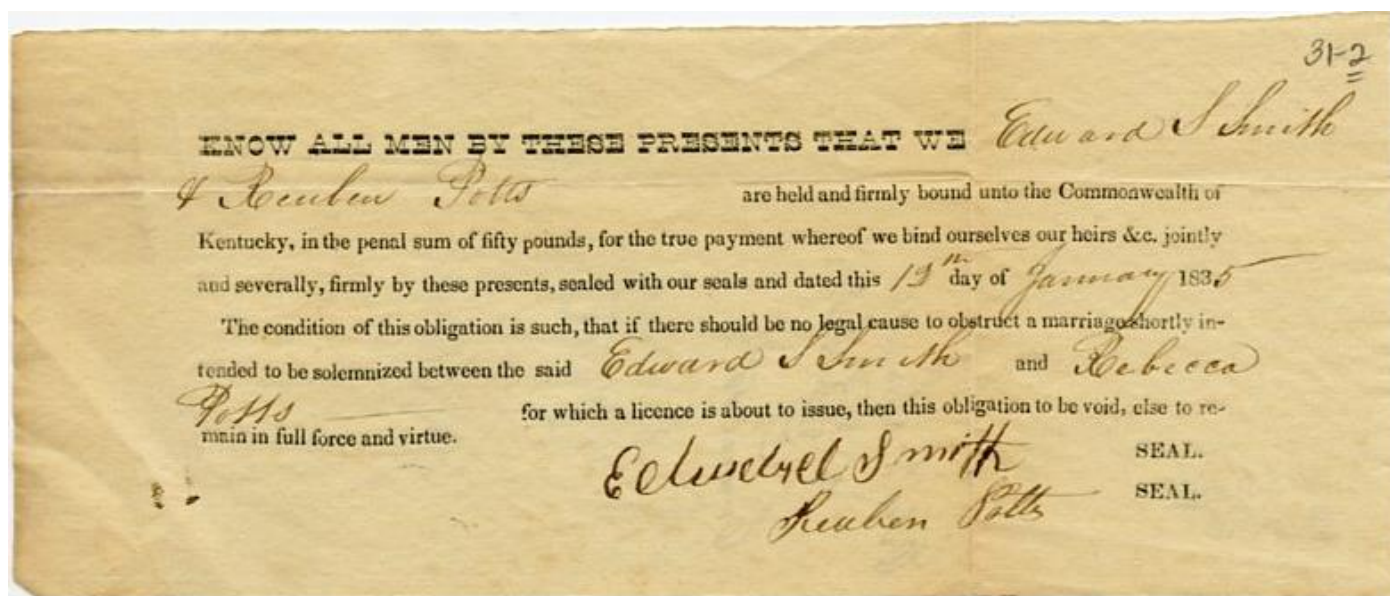 31-2
KNOW ALL MEN BY THESE PRESENTS THAT WE Edward S Smith
& Reuben Potts are held and firmly bound unto the Commonwealth of
Kentucky, in the penal sum of fifty pounds, for the true payment whereof we bind ourselves our heirs &c. jointly
and severally, firmly by these presents, sealed with our seals and dated this 12th day of January 1835
The condition of this obligation is such, that if there should be no legal cause to obstruct a marriage shortly in-
tended to be solemnized between the said Edward S Smith and Rebecca
Potts for which a licence is about to issue, then this obligation to be void, else to re-
main in full force and virtue.
Smith SEAL.
Reuben Potts SEAL.